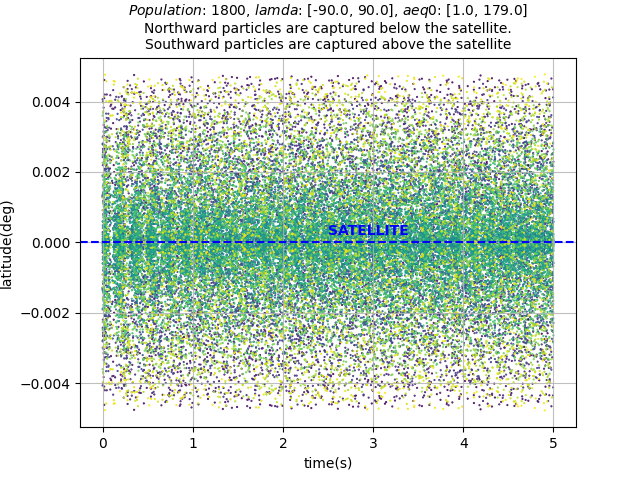 Population: 1800, lamda: [-90.0, 90.0], aeq0: [1.0, 179.0]
Northward particles are captured below the satellite.
Southward particles are captured above the satellite
0.004
0.002
0.000
−0.002
−0.004
latitude(deg)
SATELLITE
0 1 2 3 4 5
time(s)